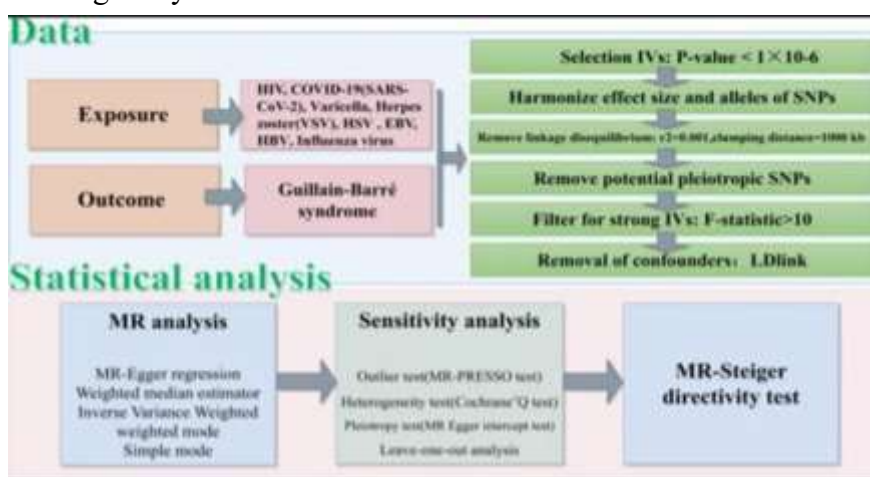 Data
Exposure
HIV, COVID-19(SARS-
CoV-2), Varicella, Herpes
zoster(VSV), HSV , EBV,
HBV, Influenza virus
Outcome
Guillain-Barré
syndrome
Selection IVs: P-value < 1×10-6
Harmonize effect size and alleles of SNPs
Remove linkage disequilibrium: r2=0.001,clumping distance=1000 kb
Remove potential pleiotropic SNPs
Filter for strong IVs: F-statistic>10
Removal of confounders: LDlink
Statistical analysis
MR analysis
MR-Egger regression
Weighted median estimator
Inverse Variance Weighted
weighted mode
Simple mode
Sensitivity analysis
Outlier test(MR-PRESSO test)
Heterogeneity test(Cochrane'Q test)
Pleiotropy test(MR Egger intercept test)
Leave-one-out analysis
MR-Steiger
directivity test